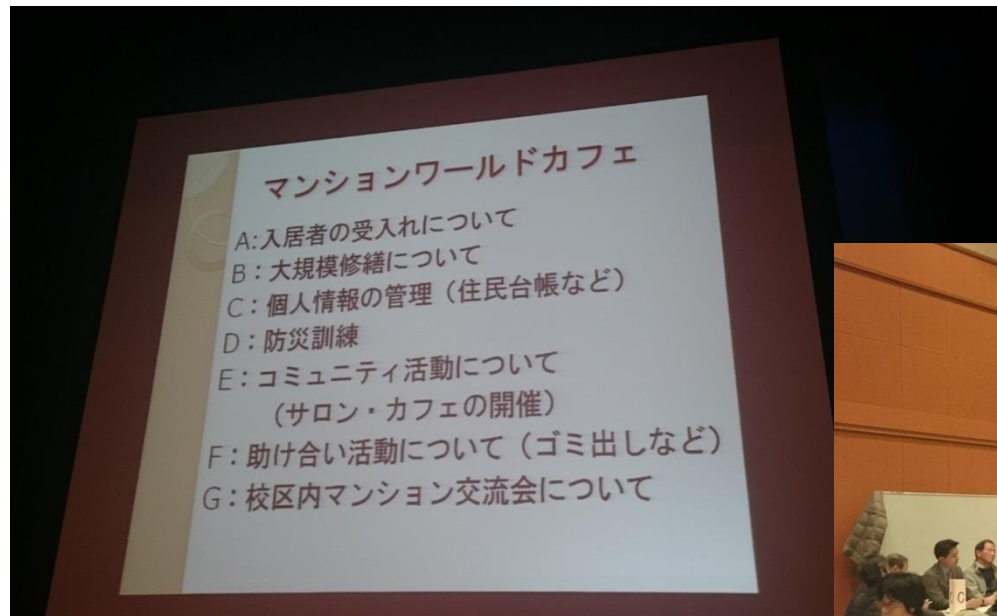 マンションワールドカフェ
A:入居者の受入れについて
B：大規模修繕について
C：個人情報の管理（住民台帳など）
D：防災訓練
E：コミュニティ活動について
（サロン・カフェの開催）
F：助け合い活動について（ゴミ出しなど）
G：校区内マンション交流会について
C